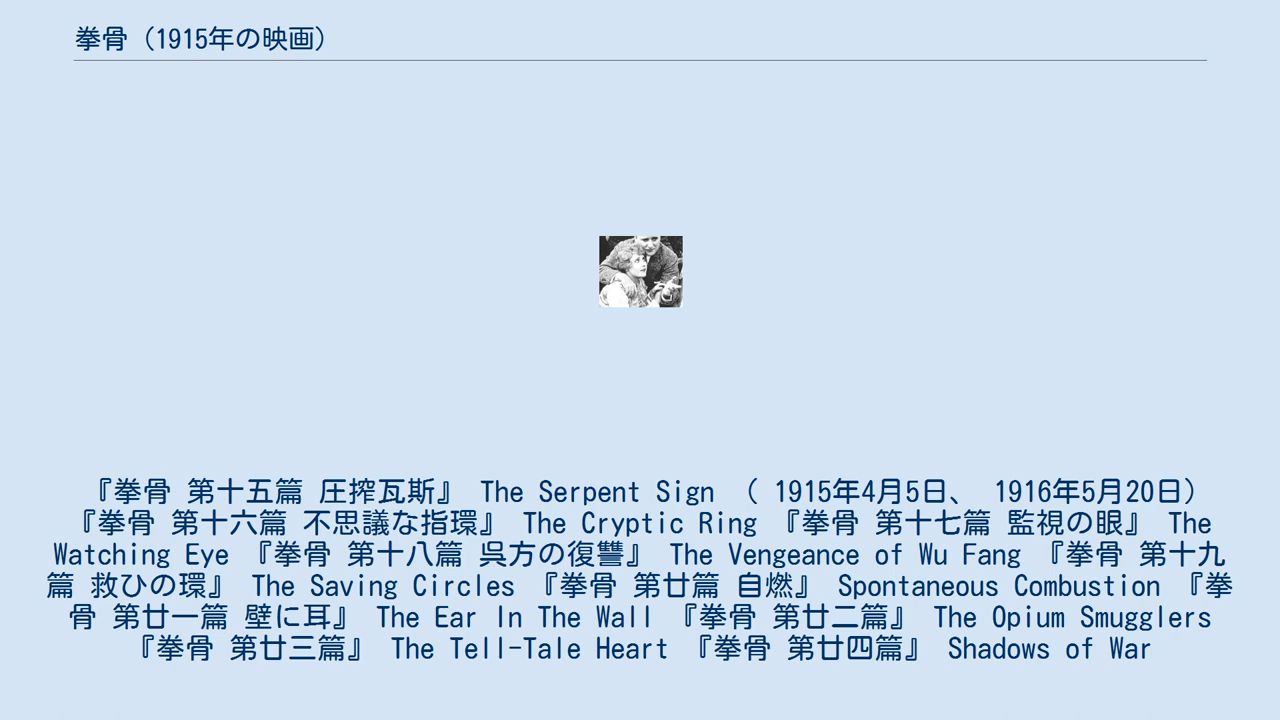 拳骨（1915年の映画）
『拳骨 第十五篇 圧搾瓦斯』 The Serpent Sign （ 1915年4月5日、 1916年5月20日）
『拳骨 第十六篇 不思議な指環』 The Cryptic Ring 『拳骨 第十七篇 監視の眼』 The
Watching Eye 『拳骨 第十八篇 呉方の復讐』 The Vengeance of Wu Fang 『拳骨 第十九
篇 救ひの環』 The Saving Circles 『拳骨 第廿篇 自燃』 Spontaneous Combustion 『拳
骨 第廿一篇 壁に耳』 The Ear In The Wall 『拳骨 第廿二篇』 The Opium Smugglers
『拳骨 第廿三篇』 The Tell-Tale Heart 『拳骨 第廿四篇』 Shadows of War